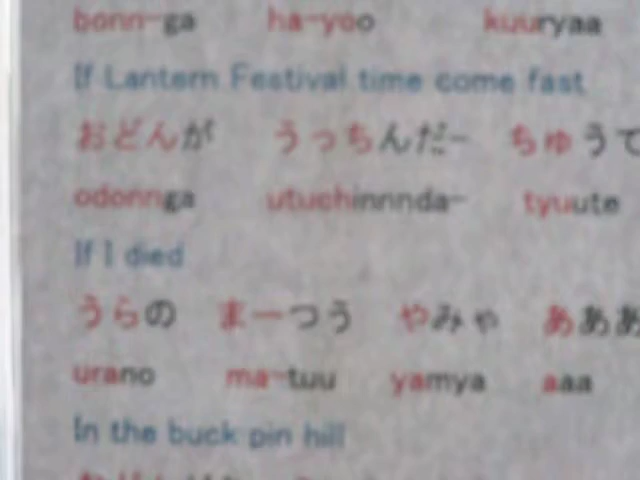 bonn-ga ha-yoo kuuryaa
If Lantern Festival time come fast
おどんが うっちんだー ちゅうて
odonnga utuchinnnda- tyuute
If I died
うらの まーつう やみゃ あああ
urano ma-tuu yamya aaa
In the buck pin hill